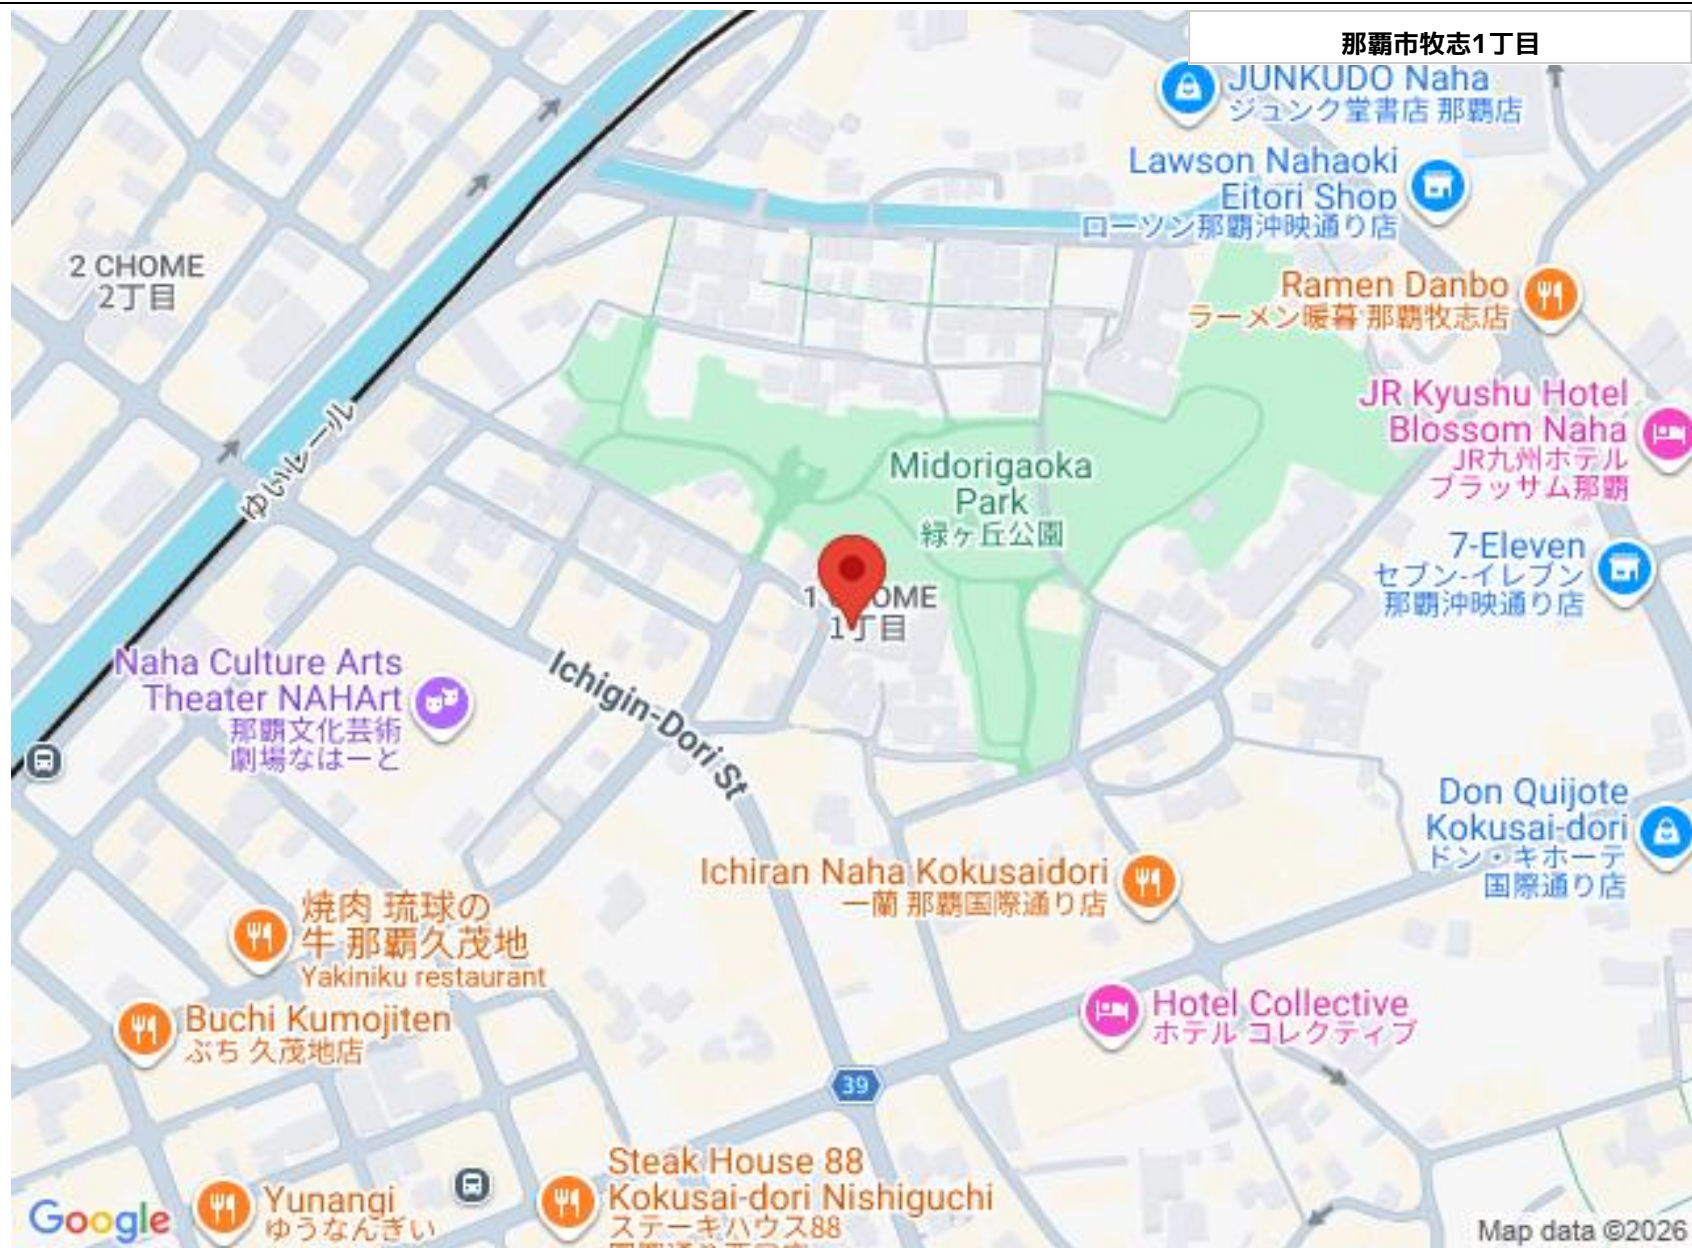 那覇市牧志1丁目
JUNKUDO Naha
ジュンク堂書店 那覇店
Lawson Nahaoki
Eitori Shop
ローソン那覇沖映通り店
2 CHOME
2丁目
Ramen Danbo
ラーメン暖暮 那覇牧志店
JR Kyushu Hotel
Blossom Naha
JR九州ホテル
ブラッサム那覇
ゆいレール
Midorigaoka
Park
緑ヶ丘公園
7-Eleven
セブン-イレブン
那覇沖映通り店
1 CHOME
1丁目
Naha Culture Arts
Theater NAHArt
那覇文化芸術
劇場なはーと
Ichigin-Dori St
Don Quijote
Kokusai-dori
ドン・キホーテ
国際通り店
Ichiran Naha Kokusaidori
一蘭 那覇国際通り店
焼肉 琉球の
牛 那覇久茂地
Yakiniku restaurant
Buchi Kumojiten
ぶち 久茂地店
Hotel Collective
ホテル コレクティブ
39
Steak House 88
Kokusai-dori Nishiguchi
ステーキハウス88
Yunangi
ゆうなんぎい
Google
Map data ©2026